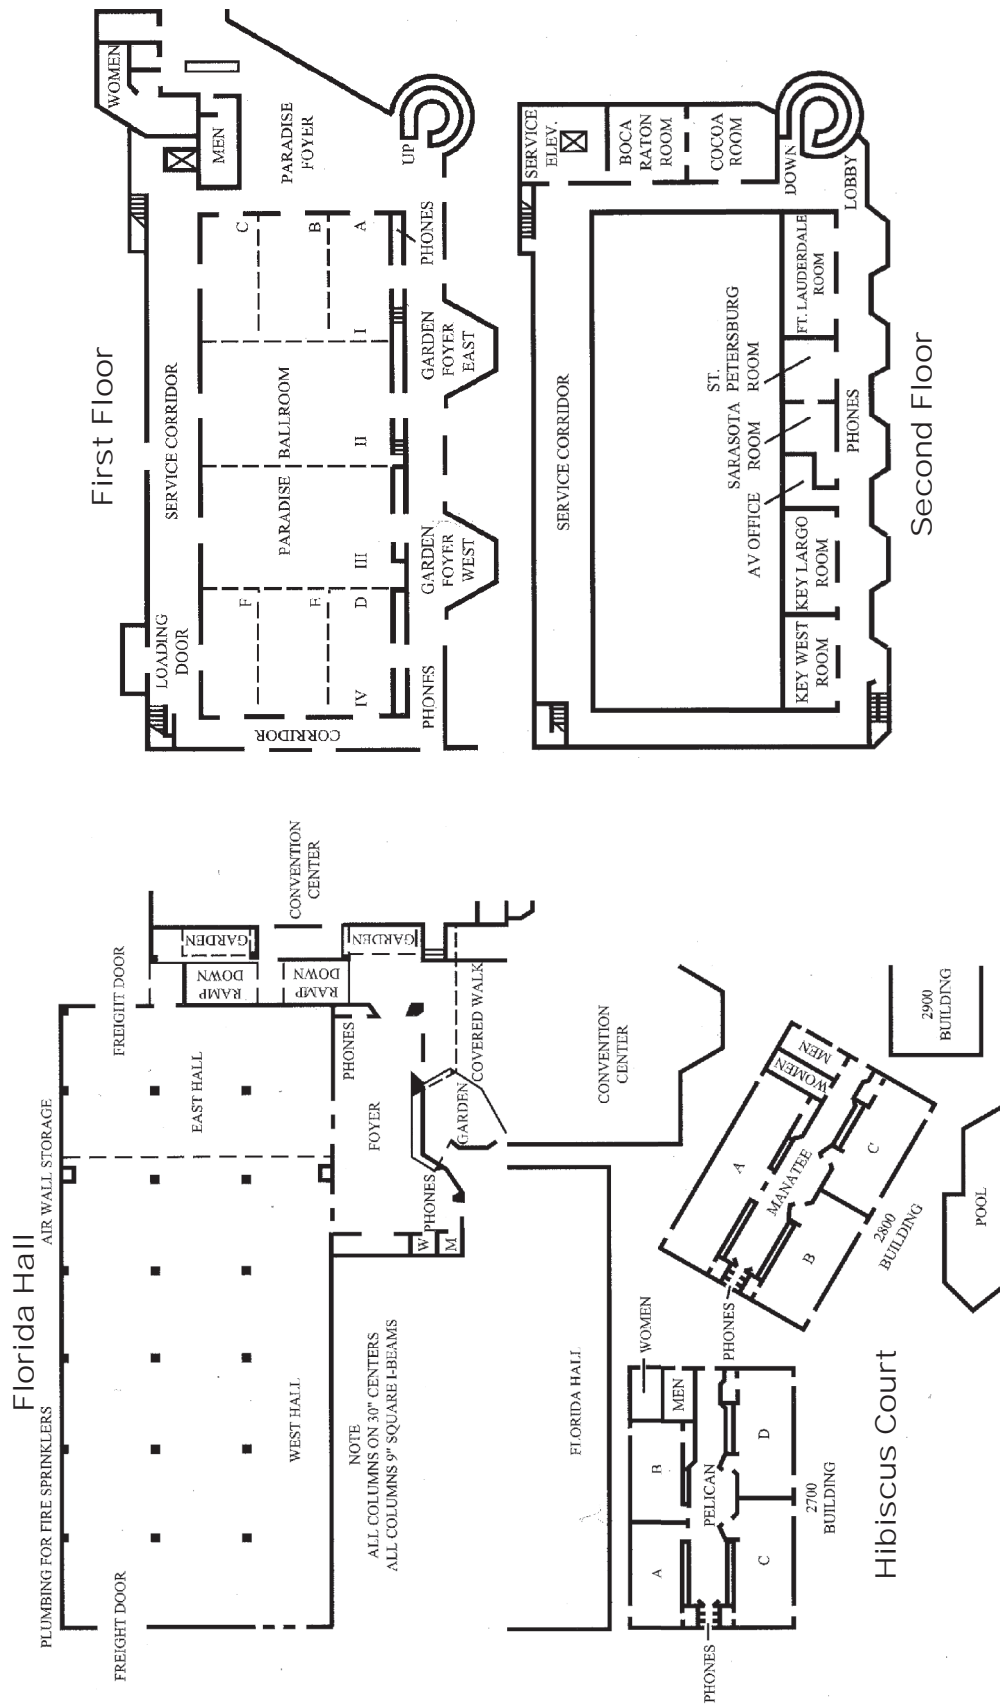 Florida Hall
PLUMBING FOR FIRE SPRINKLERS
AIR WALL STORAGE
FREIGHT DOOR
FREIGHT DOOR
WEST HALL
EAST HALL
NOTE
ALL COLUMNS ON 30" CENTERS
ALL COLUMNS 9" SQUARE I-BEAMS
PHONES
FOYER
PHONES
W
M
GARDEN
COVERED WALK
RAMP
DOWN
RAMP
DOWN
GARDEN
GARDEN
CONVENTION
CENTER
First Floor
LOADING
DOOR
SERVICE CORRIDOR
CORRIDOR
PARADISE
BALLROOM
F
E
D
IV
III
II
I
C
B
A
WOMEN
MEN
PARADISE
FOYER
UP
PHONES
PHONES
GARDEN
FOYER
WEST
GARDEN
FOYER
EAST
SERVICE CORRIDOR
SERVICE
ELEV.
BOCA
RATON
ROOM
COCOA
ROOM
DOWN
LOBBY
KEY WEST
ROOM
KEY LARGO
ROOM
AV OFFICE
SARASOTA
ROOM
ST.
PETERSBURG
ROOM
FT. LAUDERDALE
ROOM
PHONES
Second Floor
FLORIDA HALL
CONVENTION
CENTER
WOMEN
MEN
A
B
PELICAN
C
D
PHONES
2700
BUILDING
PHONES
A
MANATEE
B
C
WOMEN
MEN
2800
BUILDING
2900
BUILDING
POOL
Hibiscus Court